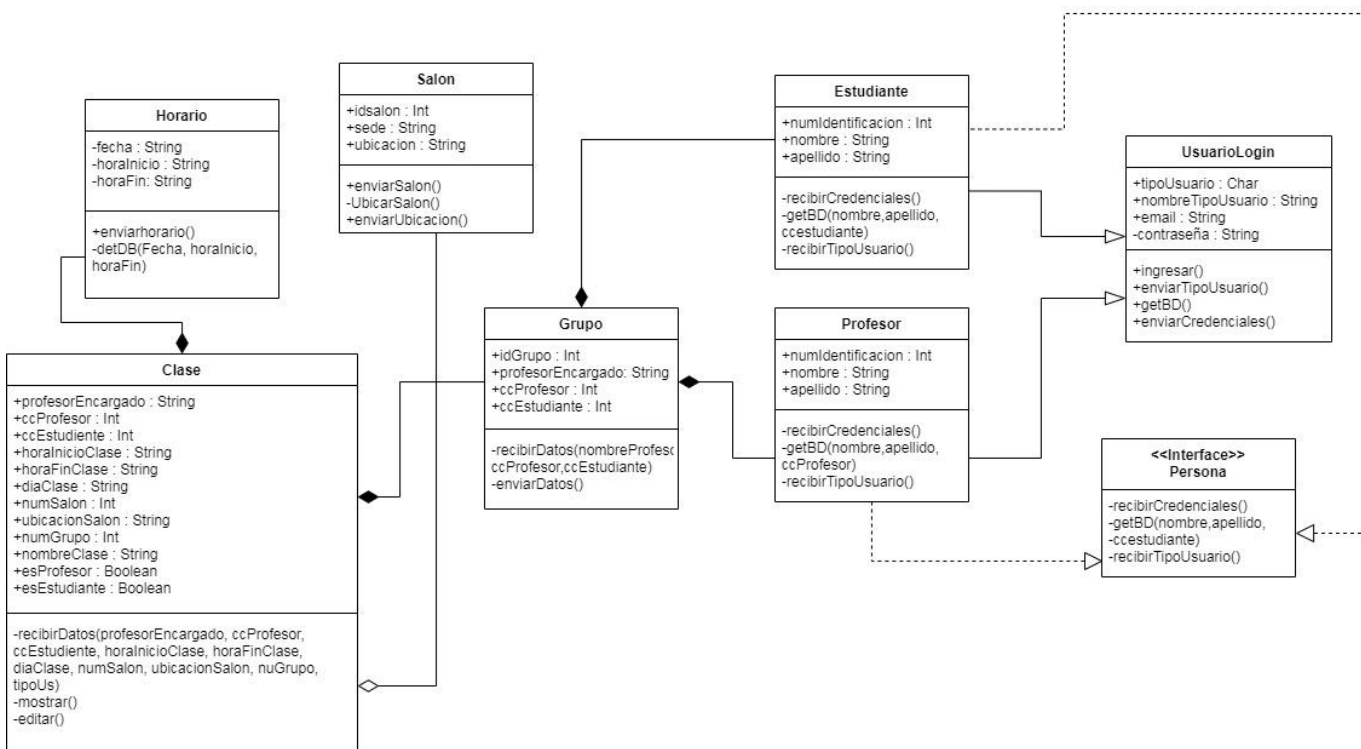 Horario
-fecha : String
-horaInicio : String
-horaFin: String
+enviarhorario()
-detDB(Fecha, horaInicio,
horaFin)
Salon
+idsalon : Int
+sede : String
+ubicacion : String
+enviarSalon()
-UbicarSalon()
+enviarUbicacion()
Estudiante
+numIdentificacion : Int
+nombre : String
+apellido : String
-recibirCredenciales()
-getBD(nombre,apellido,
ccestudiante)
-recibirTipoUsuario()
UsuarioLogin
+tipoUsuario : Char
+nombreTipoUsuario : String
+email : String
-contraseña : String
+ingresar()
+enviarTipoUsuario()
+getBD()
+enviarCredenciales()
Clase
+profesorEncargado : String
+ccProfesor : Int
+ccEstudiente : Int
+horaInicioClase : String
+horaFinClase : String
+diaClase : String
+numSalon : Int
+ubicacionSalon : String
+numGrupo : Int
+nombreClase : String
+esProfesor : Boolean
+esEstudiante : Boolean
-recibirDatos(profesorEncargado, ccProfesor,
ccEstudiente, horaInicioClase, horaFinClase,
diaClase, numSalon, ubicacionSalon, nuGrupo,
tipoUs)
-mostrar()
-editar()
Grupo
+idGrupo : Int
+profesorEncargado: String
+ccProfesor : Int
+ccEstudiante : Int
-recibirDatos(nombreProfesc
ccProfesor,ccEstudiante)
-enviarDatos()
Profesor
+numIdentificacion : Int
+nombre : String
+apellido : String
-recibirCredenciales()
-getBD(nombre,apellido,
ccProfesor)
-recibirTipoUsuario()
<<Interface>>
Persona
-recibirCredenciales()
-getBD(nombre,apellido,
-ccestudiante)
-recibirTipoUsuario()